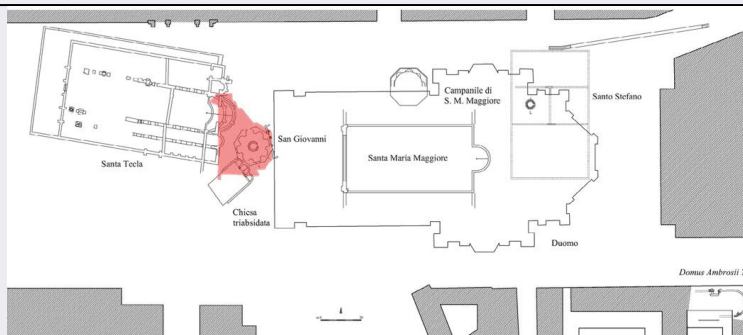 Campanile di
S. M. Maggiore
Santo Stefano
San Giovanni
Santa Maria Maggiore
Santa Tecla
Chiesa
triabsidata
Duomo
Domus Ambrosii ?